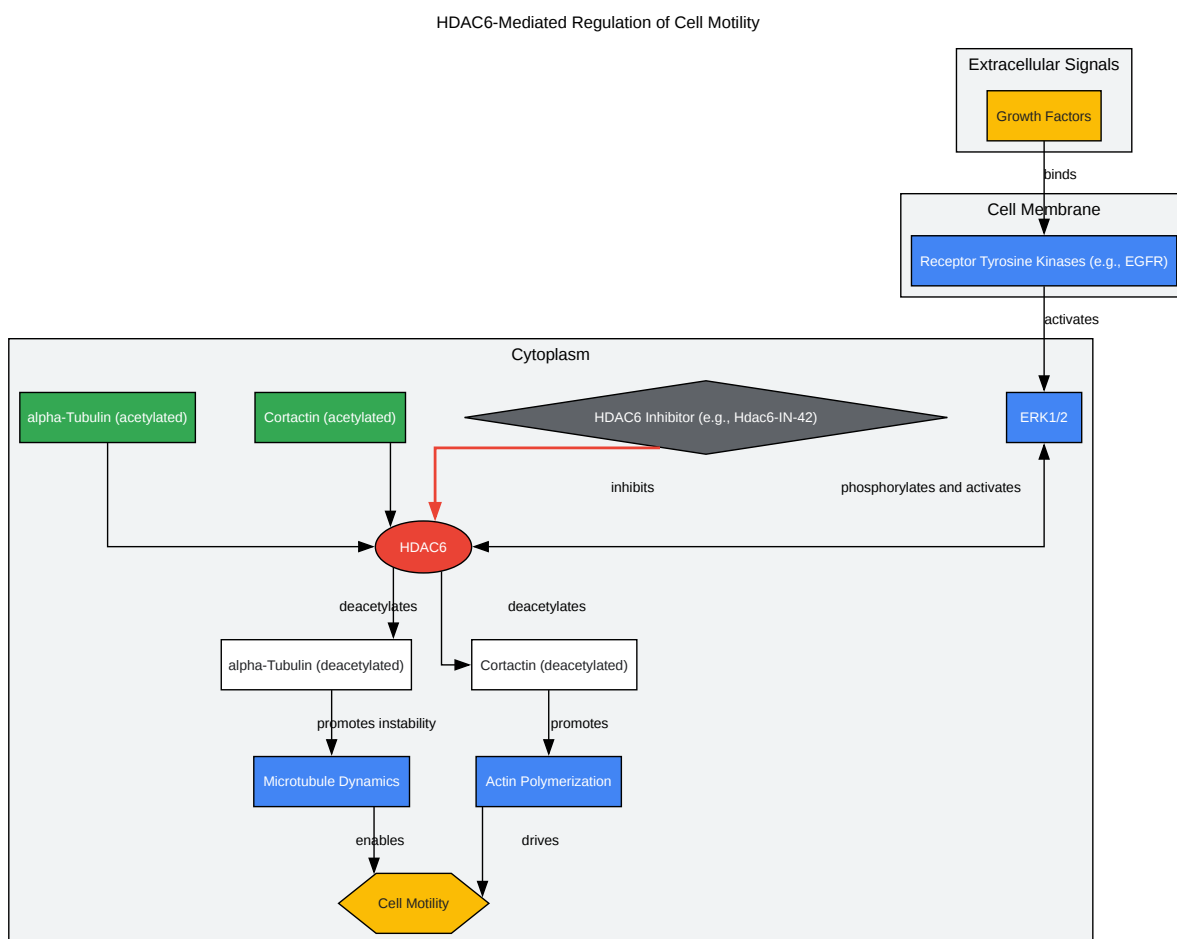 HDAC6-Mediated Regulation of Cell Motility
Extracellular Signals
Growth Factors
binds
Cell Membrane
Receptor Tyrosine Kinases (e.g., EGFR)
activates
Cytoplasm
alpha-Tubulin (acetylated)
Cortactin (acetylated)
HDAC6 Inhibitor (e.g., Hdac6-IN-42)
ERK1/2
inhibits
phosphorylates and activates
HDAC6
deacetylates
deacetylates
alpha-Tubulin (deacetylated)
Cortactin (deacetylated)
promotes instability
promotes
Microtubule Dynamics
Actin Polymerization
enables
drives
Cell Motility